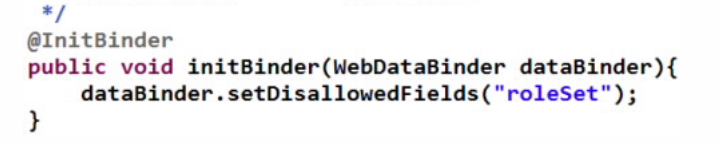 */
@InitBinder
public void initBinder(WebDataBinder dataBinder){
    dataBinder.setDisallowedFields("roleSet");
}